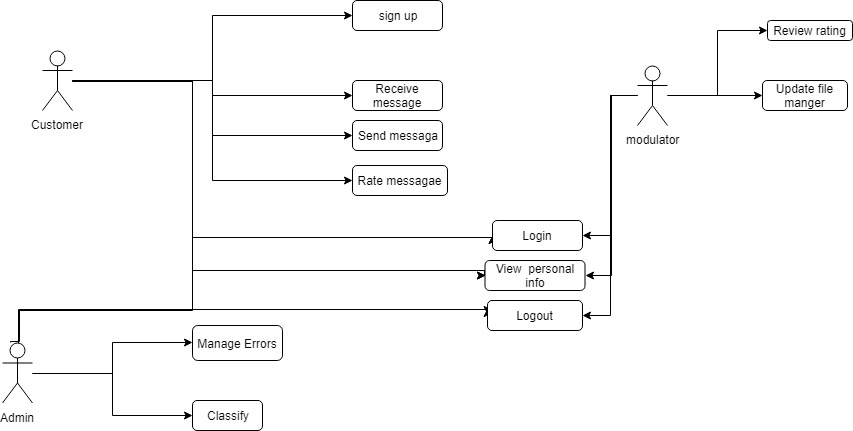 sign up
Review rating
Receive
message
Update file
manger
Customer
Send messaga
modulator
Rate messagae
Login
View  personal
info
Logout
Manage Errors
Classify
Admin